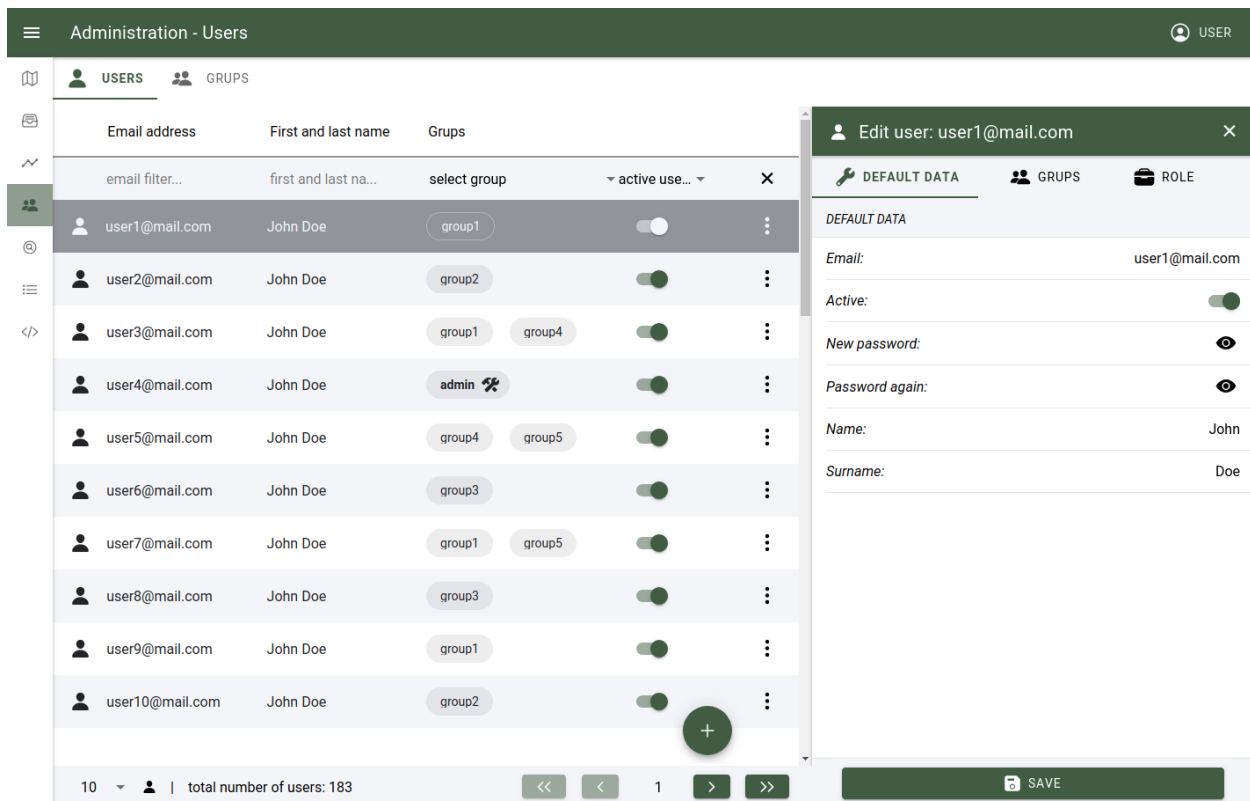 Administration - Users
USER
USERS GRUPS
Email address First and last name Grups
email filter... first and last na... select group active use...
user1@mail.com John Doe group1
user2@mail.com John Doe group2
user3@mail.com John Doe group1 group4
user4@mail.com John Doe admin
user5@mail.com John Doe group4 group5
user6@mail.com John Doe group3
user7@mail.com John Doe group1 group5
user8@mail.com John Doe group3
user9@mail.com John Doe group1
user10@mail.com John Doe group2
10 | total number of users: 183
<< < 1 > >>
Edit user: user1@mail.com
DEFAULT DATA GRUPS ROLE
DEFAULT DATA
Email: user1@mail.com
Active:
New password:
Password again:
Name: John
Surname: Doe
SAVE